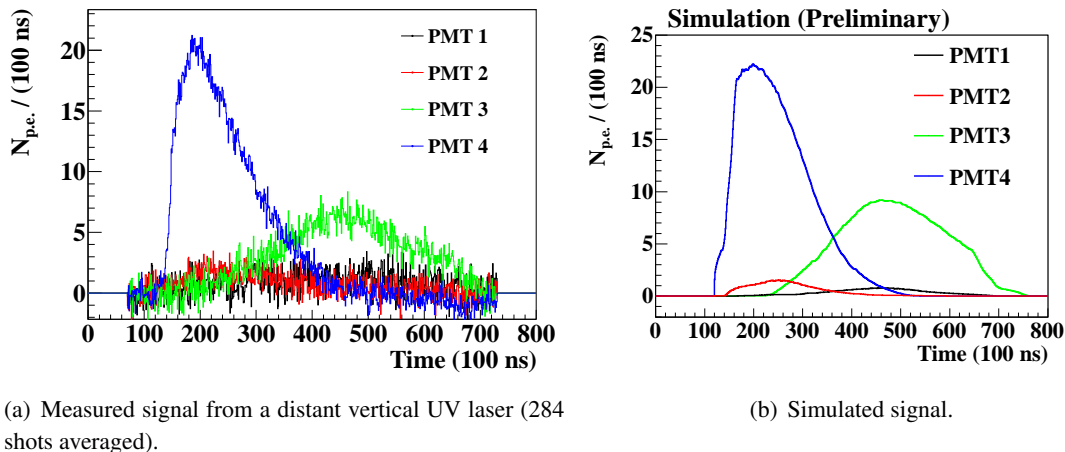 N_{p.e.} / (100 ns)
20
15
10
5
0
0 100 200 300 400 500 600 700 800
Time (100 ns)
PMT 1
PMT 2
PMT 3
PMT 4
Simulation (Preliminary)
N_{p.e.} / (100 ns)
25
20
15
10
5
0
0 100 200 300 400 500 600 700 800
Time (100 ns)
PMT1
PMT2
PMT3
PMT4
(a) Measured signal from a distant vertical UV laser (284
shots averaged).
(b) Simulated signal.